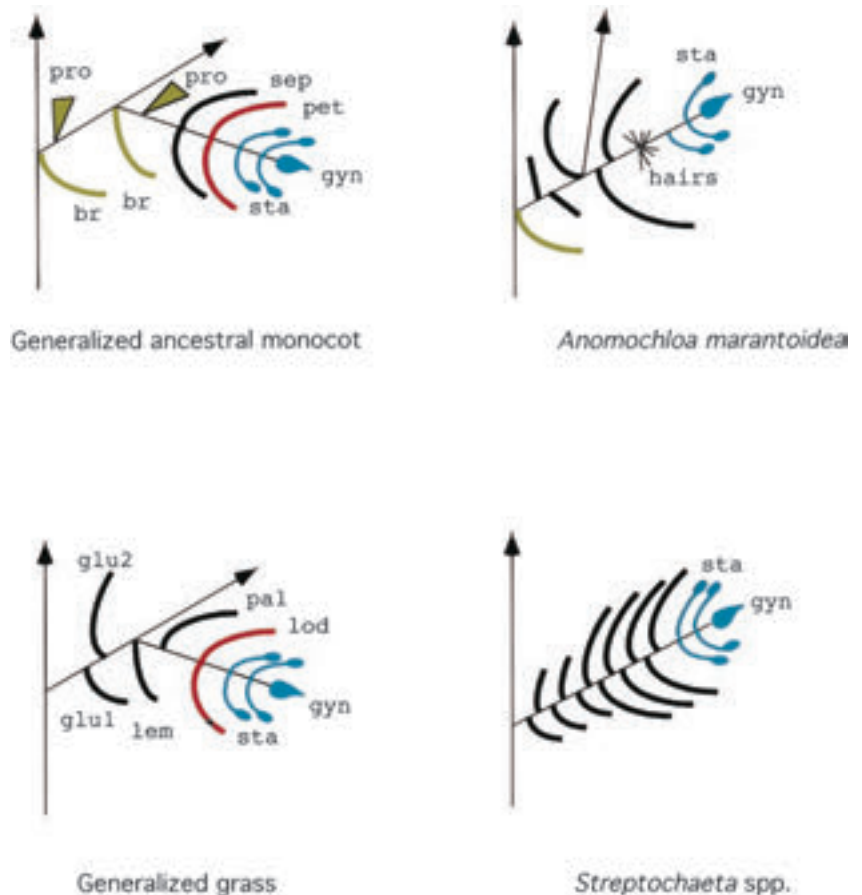 pro
pro
sep
pet
gyn
sta
br
br
Generalized ancestral monocot
sta
gyn
hairs
Anomochloa marantoidea
glu2
pal
lod
gyn
sta
lem
glu1
Generalized grass
sta
gyn
Streptochaeta spp.